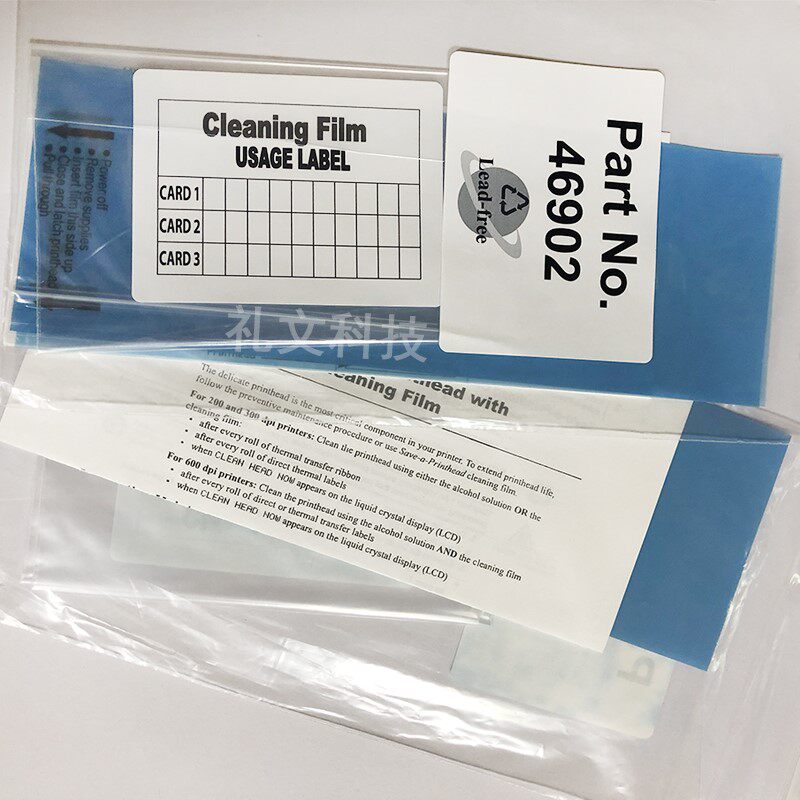 Cleaning Film
USAGE LABEL
CARD 1
CARD 2
CARD 3
Part No.
46902
Lead-free
• Power off
• Remove supplies
• Insert film this side up
• Close and latch printhead
• Pull through
礼文科技
Printhead
head with
leaning Film
The delicate printhead is the most critical component in your printer. To extend printhead life,
follow the preventive maintenance procedure or use Save-a-Printhead cleaning film.
For 200 and 300 dpi printers: Clean the printhead using either the alcohol solution OR the
cleaning film:
• after every roll of thermal transfer ribbon
• after every roll of direct thermal labels
• when CLEAN HEAD NOW appears on the liquid crystal display (LCD)
For 600 dpi printers: Clean the printhead using the alcohol solution AND the cleaning film
• after every roll of direct or thermal transfer labels
• when CLEAN HEAD NOW appears on the liquid crystal display (LCD)